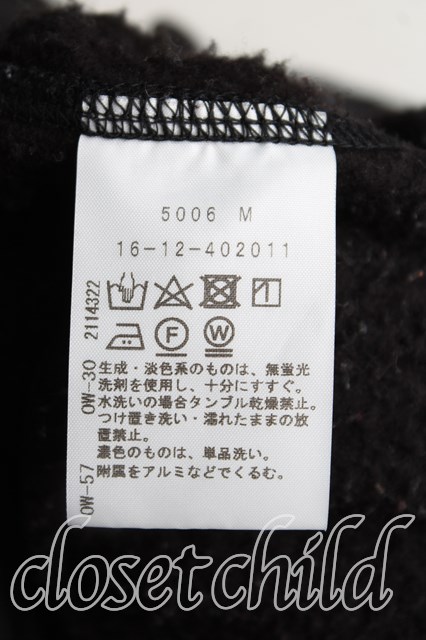 5006 M
16-12-402011
F
W
生成・淡色系のものは、無蛍光
洗剤を使用し、十分にすすぐ。
水洗いの場合タンブル乾燥禁止。
つけ置き洗い・濡れたままの放
置禁止。
濃色のものは、単品洗い。
附属をアルミなどでくるむ。
2114322
OW-30
OW-57
closet child